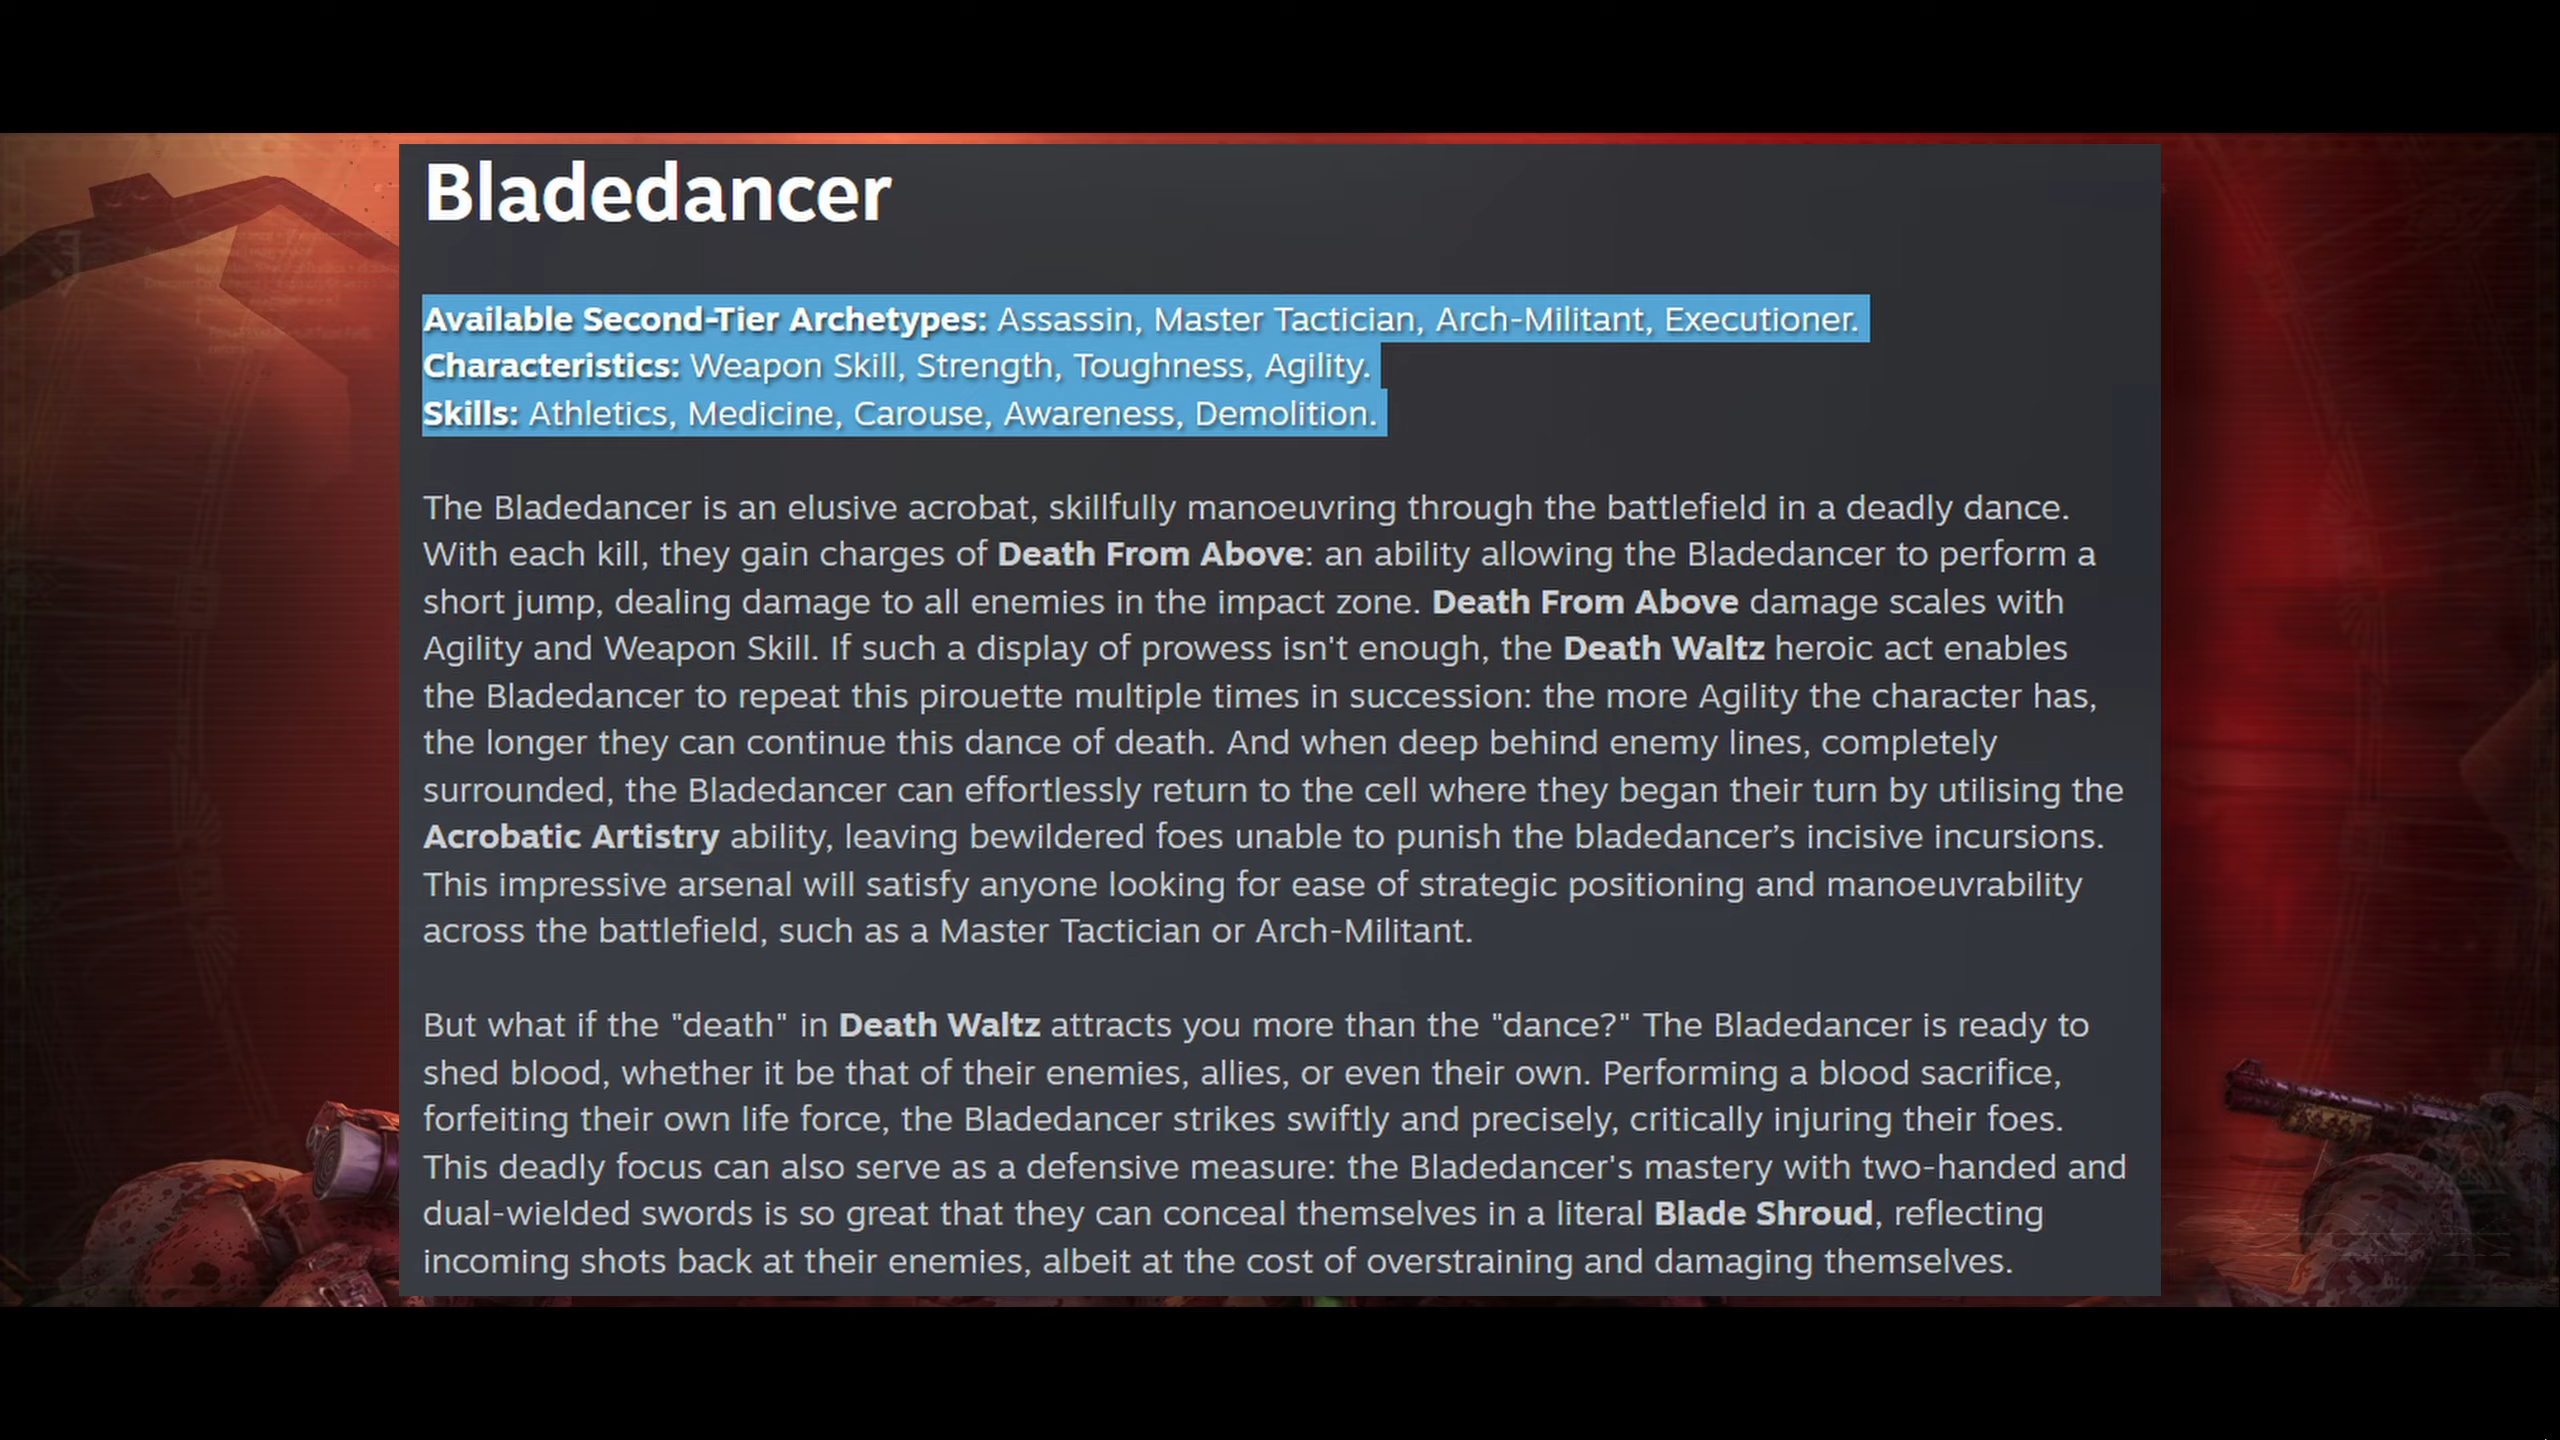 Bladedancer
Available Second-Tier Archetypes: Assassin, Master Tactician, Arch-Militant, Executioner.
Characteristics: Weapon Skill, Strength, Toughness, Agility.
Skills: Athletics, Medicine, Carouse, Awareness, Demolition.
The Bladedancer is an elusive acrobat, skillfully manoeuvring through the battlefield in a deadly dance.
With each kill, they gain charges of Death From Above: an ability allowing the Bladedancer to perform a
short jump, dealing damage to all enemies in the impact zone. Death From Above damage scales with
Agility and Weapon Skill. If such a display of prowess isn't enough, the Death Waltz heroic act enables
the Bladedancer to repeat this pirouette multiple times in succession: the more Agility the character has,
the longer they can continue this dance of death. And when deep behind enemy lines, completely
surrounded, the Bladedancer can effortlessly return to the cell where they began their turn by utilising the
Acrobatic Artistry ability, leaving bewildered foes unable to punish the bladedancer’s incisive incursions.
This impressive arsenal will satisfy anyone looking for ease of strategic positioning and manoeuvrability
across the battlefield, such as a Master Tactician or Arch-Militant.
But what if the "death" in Death Waltz attracts you more than the "dance?" The Bladedancer is ready to
shed blood, whether it be that of their enemies, allies, or even their own. Performing a blood sacrifice,
forfeiting their own life force, the Bladedancer strikes swiftly and precisely, critically injuring their foes.
This deadly focus can also serve as a defensive measure: the Bladedancer's mastery with two-handed and
dual-wielded swords is so great that they can conceal themselves in a literal Blade Shroud, reflecting
incoming shots back at their enemies, albeit at the cost of overstraining and damaging themselves.